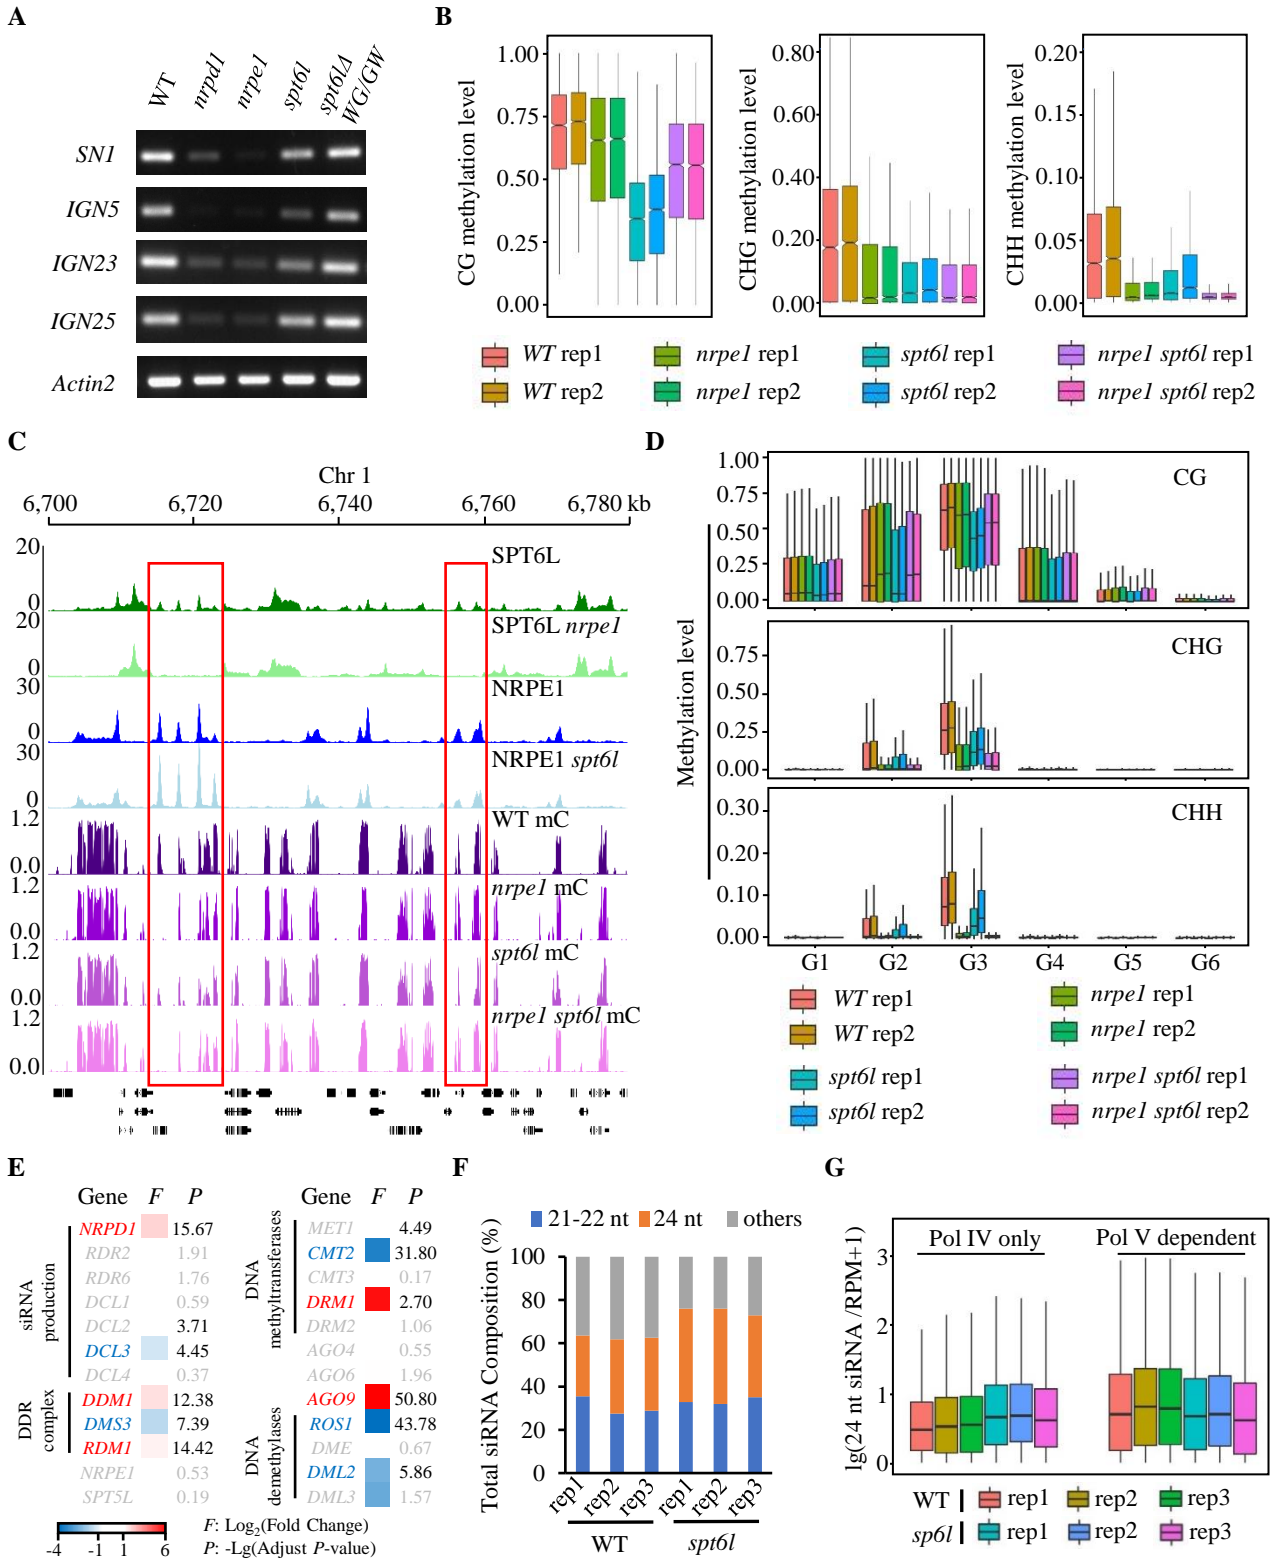 A
WT
nrpd1
nrpe1
spt6l
spt6lΔ
WG/GW
SN1
IGN5
IGN23
IGN25
Actin2
B
CG methylation level
1.00
0.75
0.50
0.25
0.00
CHG methylation level
0.80
0.60
0.40
0.20
0.00
CHH methylation level
0.20
0.15
0.10
0.05
0.00
WT rep1
nrpe1 rep1
spt6l rep1
nrpe1 spt6l rep1
WT rep2
nrpe1 rep2
spt6l rep2
nrpe1 spt6l rep2
C
Chr 1
6,700 6,720 6,740 6,760 6,780 kb
20
0
SPT6L
20
0
SPT6L nrpe1
30
0
NRPE1
30
0
NRPE1 spt6l
1.2
0.0
WT mC
1.2
0.0
nrpe1 mC
1.2
0.0
spt6l mC
1.2
0.0
nrpe1 spt6l mC
D
Methylation level
1.00
0.75
0.50
0.25
0.00
CG
0.75
0.50
0.25
0.00
CHG
0.30
0.20
0.10
0.00
CHH
G1 G2 G3 G4 G5 G6
WT rep1
nrpe1 rep1
WT rep2
nrpe1 rep2
spt6l rep1
nrpe1 spt6l rep1
spt6l rep2
nrpe1 spt6l rep2
E
Gene F P
siRNA production
NRPD1 15.67
RDR2 1.91
RDR6 1.76
DCL1 0.59
DCL2 3.71
DCL3 4.45
DCL4 0.37
DDR complex
DDM1 12.38
DMS3 7.39
RDM1 14.42
NRPE1 0.53
SPT5L 0.19
Gene F P
DNA methyltransferases
MET1 4.49
CMT2 31.80
CMT3 0.17
DRM1 2.70
DRM2 1.06
AGO4 0.55
AGO6 1.96
AGO9 50.80
DNA demethylases
ROS1 43.78
DME 0.67
DML2 5.86
DML3 1.57
-4 -1 1 6
F: Log2(Fold Change)
P: -Lg(Adjust P-value)
F
21-22 nt 24 nt others
Total siRNA Composition (%)
100
80
60
40
20
0
rep1 rep2 rep3 rep1 rep2 rep3
WT spt6l
G
lg(24 nt siRNA /RPM+1)
Pol IV only Pol V dependent
3
2
1
0
WT rep1 rep2 rep3
sp6l rep1 rep2 rep3